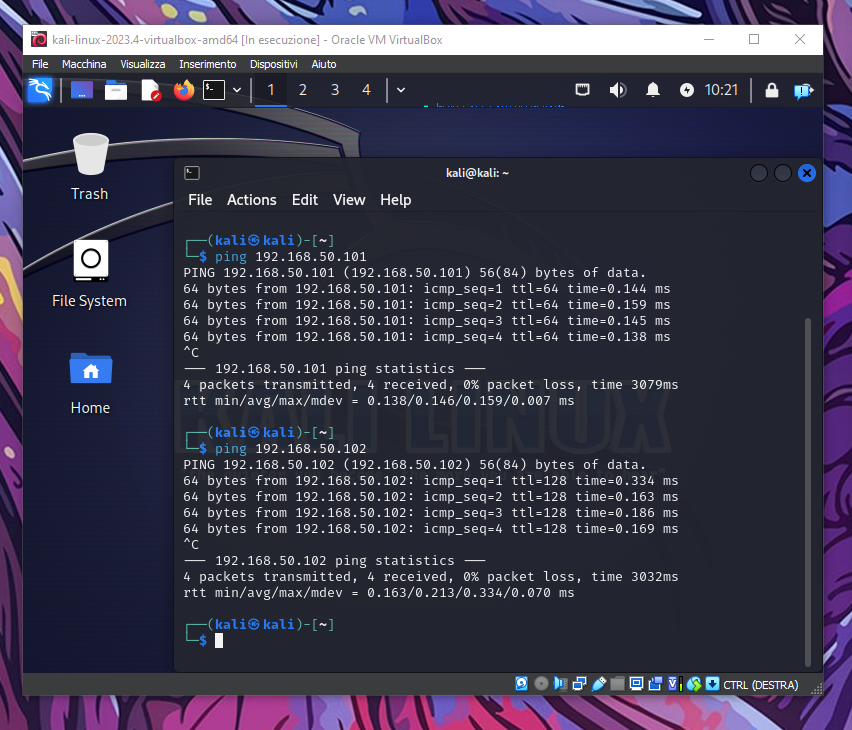 kali-linux-2023.4-virtualbox-amd64 [In esecuzione] - Oracle VM VirtualBox
File Macchina Visualizza Inserimento Dispositivi Aiuto
1 2 3 4 10:21
Trash
File System
Home
kali@kali: ~
File Actions Edit View Help
┌──(kali㉿kali)-[~]
└─$ ping 192.168.50.101
PING 192.168.50.101 (192.168.50.101) 56(84) bytes of data.
64 bytes from 192.168.50.101: icmp_seq=1 ttl=64 time=0.144 ms
64 bytes from 192.168.50.101: icmp_seq=2 ttl=64 time=0.159 ms
64 bytes from 192.168.50.101: icmp_seq=3 ttl=64 time=0.145 ms
64 bytes from 192.168.50.101: icmp_seq=4 ttl=64 time=0.138 ms
^C
--- 192.168.50.101 ping statistics ---
4 packets transmitted, 4 received, 0% packet loss, time 3079ms
rtt min/avg/max/mdev = 0.138/0.146/0.159/0.007 ms
┌──(kali㉿kali)-[~]
└─$ ping 192.168.50.102
PING 192.168.50.102 (192.168.50.102) 56(84) bytes of data.
64 bytes from 192.168.50.102: icmp_seq=1 ttl=128 time=0.334 ms
64 bytes from 192.168.50.102: icmp_seq=2 ttl=128 time=0.163 ms
64 bytes from 192.168.50.102: icmp_seq=3 ttl=128 time=0.186 ms
64 bytes from 192.168.50.102: icmp_seq=4 ttl=128 time=0.169 ms
^C
--- 192.168.50.102 ping statistics ---
4 packets transmitted, 4 received, 0% packet loss, time 3032ms
rtt min/avg/max/mdev = 0.163/0.213/0.334/0.070 ms
┌──(kali㉿kali)-[~]
└─$
KALI LINUX
CTRL (DESTRA)